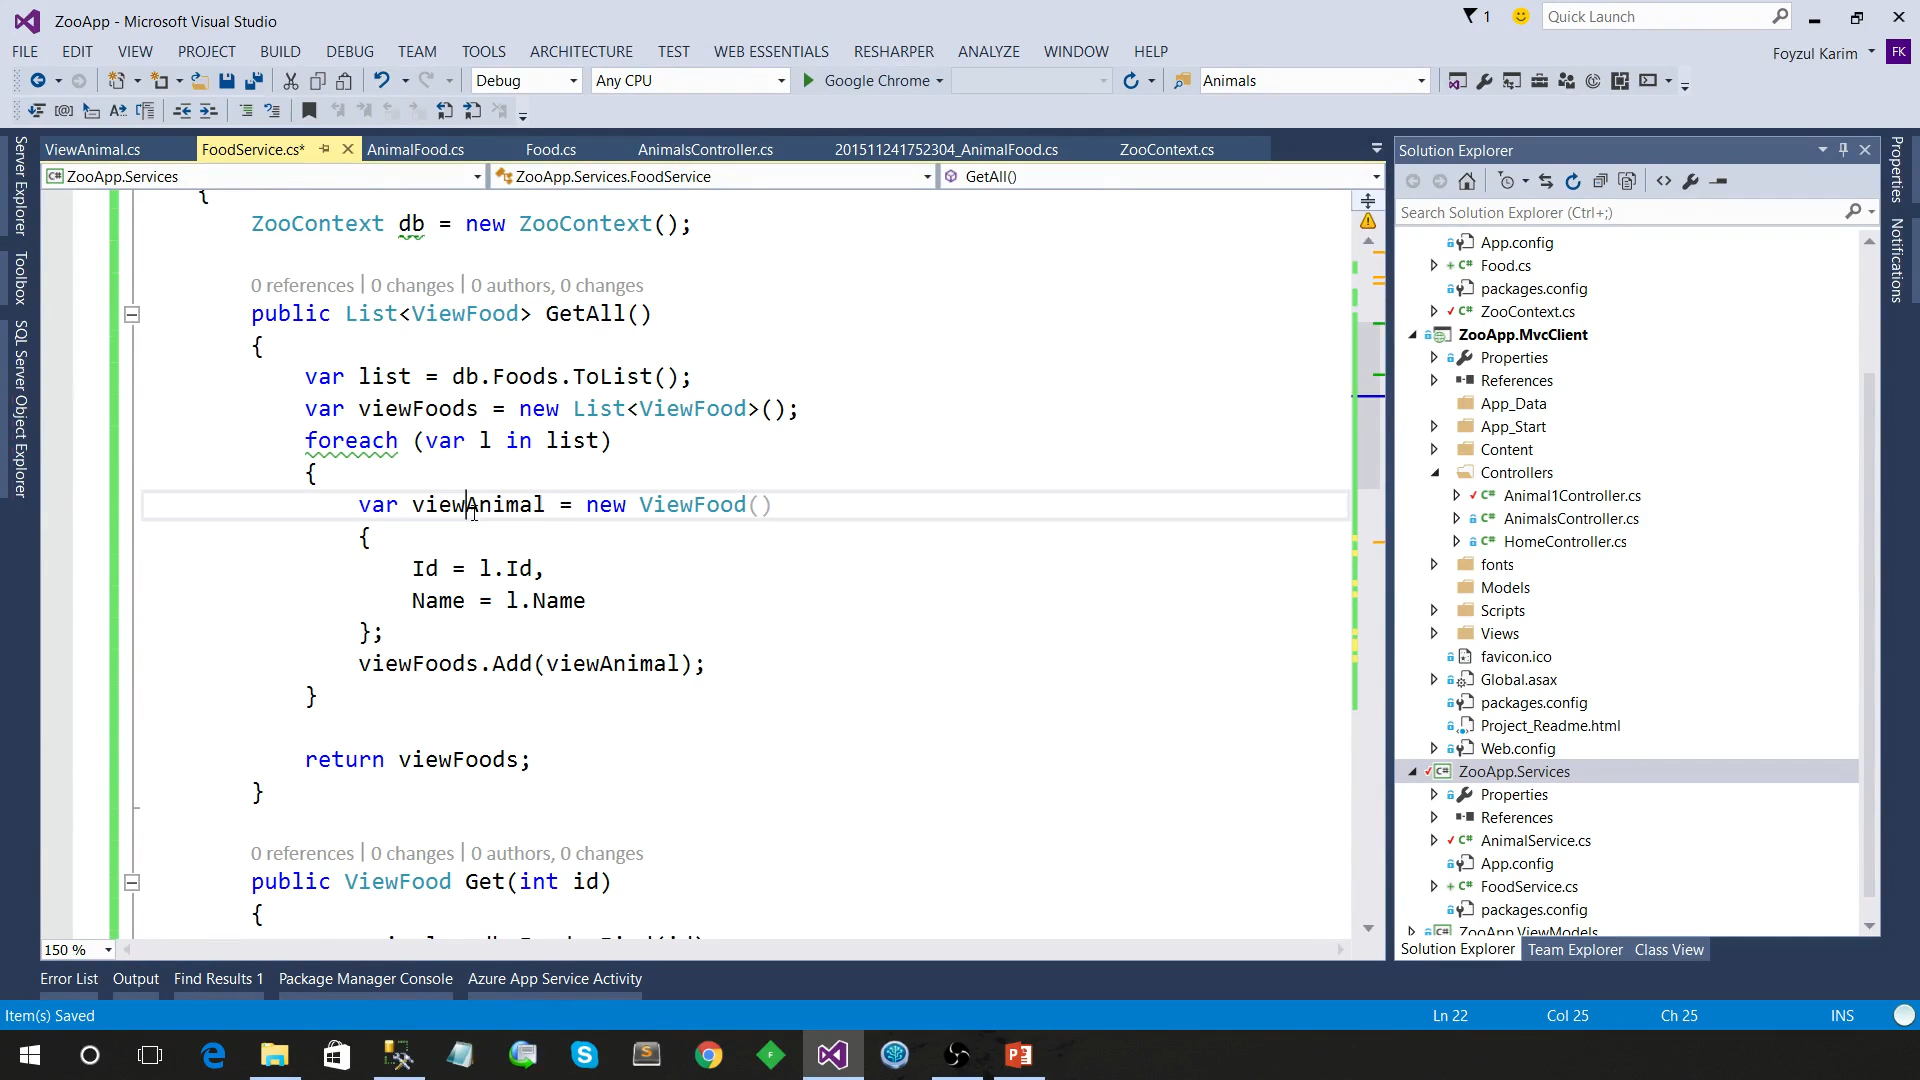 ZooApp - Microsoft Visual Studio
1
Quick Launch
FILE EDIT VIEW PROJECT BUILD DEBUG TEAM TOOLS ARCHITECTURE TEST WEB ESSENTIALS RESHARPER ANALYZE WINDOW HELP
Foyzul Karim FK
Debug Any CPU Google Chrome Animals
ViewAnimal.cs FoodService.cs* AnimalFood.cs Food.cs AnimalsController.cs 201511241752304_AnimalFood.cs ZooContext.cs
ZooApp.Services ZooApp.Services.FoodService GetAll()
{
ZooContext db = new ZooContext();
0 references | 0 changes | 0 authors, 0 changes
public List<ViewFood> GetAll()
{
var list = db.Foods.ToList();
var viewFoods = new List<ViewFood>();
foreach (var l in list)
{
var viewAnimal = new ViewFood()
{
Id = l.Id,
Name = l.Name
};
viewFoods.Add(viewAnimal);
}
return viewFoods;
}
0 references | 0 changes | 0 authors, 0 changes
public ViewFood Get(int id)
{
150 %
Server Explorer
Toolbox
SQL Server Object Explorer
Solution Explorer
Search Solution Explorer (Ctrl+;)
App.config
Food.cs
packages.config
ZooContext.cs
ZooApp.MvcClient
Properties
References
App_Data
App_Start
Content
Controllers
Animal1Controller.cs
AnimalsController.cs
HomeController.cs
fonts
Models
Scripts
Views
favicon.ico
Global.asax
packages.config
Project_Readme.html
Web.config
ZooApp.Services
Properties
References
AnimalService.cs
App.config
FoodService.cs
packages.config
ZooApp.ViewModels
Solution Explorer Team Explorer Class View
Properties
Notifications
Error List Output Find Results 1 Package Manager Console Azure App Service Activity
Item(s) Saved Ln 22 Col 25 Ch 25 INS